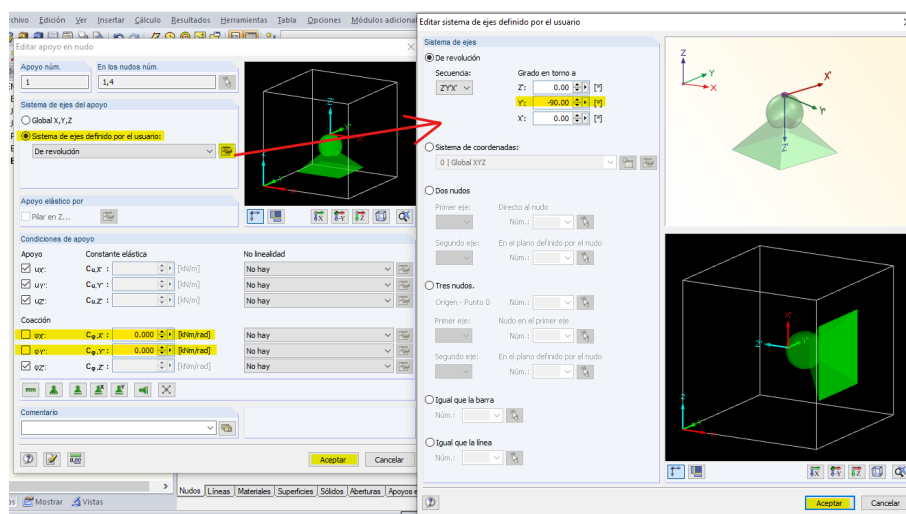 Edición Ver Insertar Cálculo Resultados Herramientas Tabla Opciones Módulos adicional
Editar apoyo en nudo
Apoyo núm.
En los nudos núm.
1
1,4
Sistema de ejes del apoyo
Global X,Y,Z
Sistema de ejes definido por el usuario:
De revolución
Apoyo elástico por
Pilar en Z...
Condiciones de apoyo
Apoyo
Constante elástica
No linealidad
uX':
Cu,X' :
[kN/m]
No hay
uY':
Cu,Y' :
[kN/m]
No hay
uZ':
Cu,Z' :
[kN/m]
No hay
Coacción
φX':
Cφ,X' :
0.000
[kNm/rad]
No hay
φY':
Cφ,Y' :
0.000
[kNm/rad]
No hay
φZ':
Cφ,Z' :
[kNm/rad]
No hay
Comentario
Aceptar
Cancelar
Mostrar
Vistas
Nudos
Líneas
Materiales
Superficies
Sólidos
Aberturas
Apoyos e
Editar sistema de ejes definido por el usuario
Sistema de ejes
De revolución
Secuencia:
Grado en torno a
Z'Y'X'
Z':
0.00
[º]
Y':
-90.00
[º]
X':
0.00
[º]
Sistema de coordenadas:
0 | Global XYZ
Dos nudos
Primer eje:
Directo al nudo
Núm.:
Segundo eje:
En el plano definido por el nudo
Núm.:
Tres nudos.
Origen - Punto 0
Núm.:
Primer eje:
Nudo en el primer eje
Núm.:
Segundo eje:
En el plano definido por el nudo
Núm.:
Igual que la barra
Núm.:
Igual que la línea
Núm.:
Z
Y
X
X'
Y'
Z'
X'
Z'
Y'
Z
X
Aceptar
Cancelar